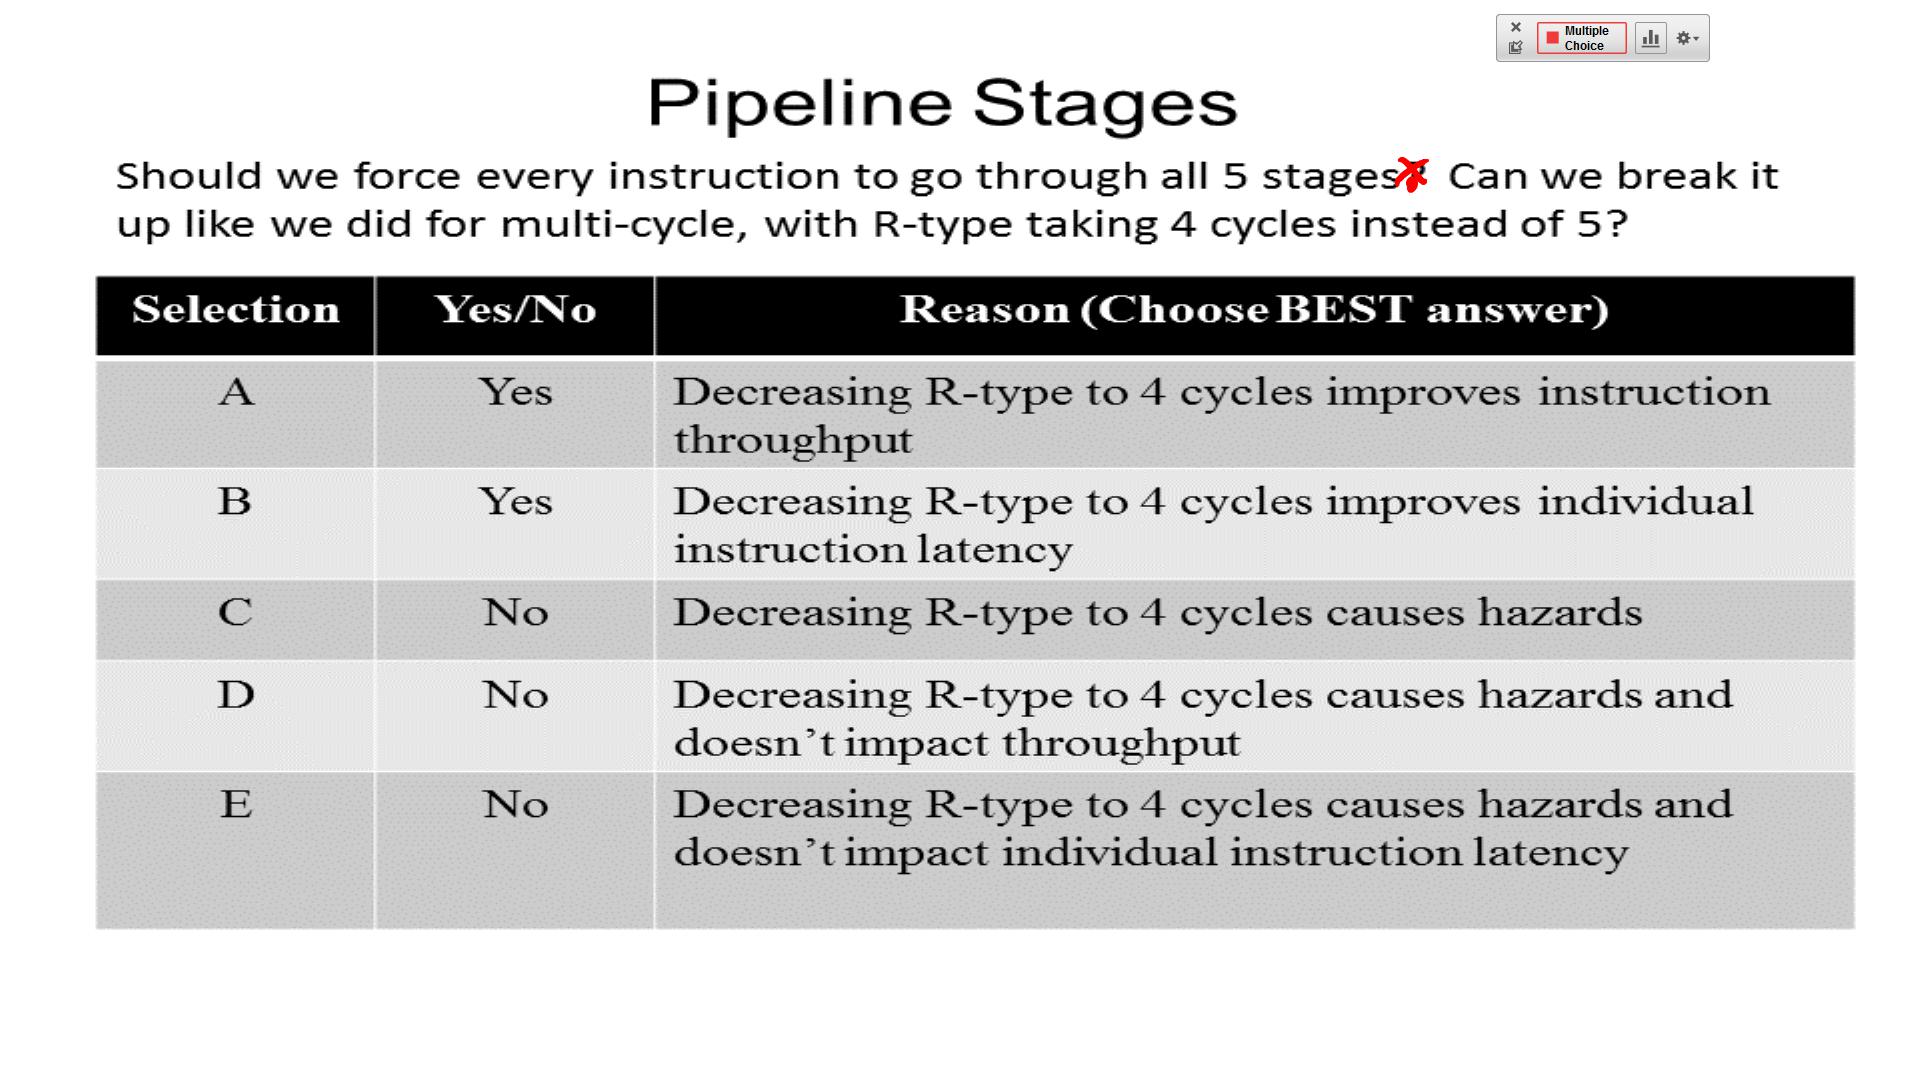 Multiple
Choice
Pipeline Stages
Should we force every instruction to go through all 5 stages? Can we break it
up like we did for multi-cycle, with R-type taking 4 cycles instead of 5?
Selection Yes/No Reason (Choose BEST answer)
A Yes Decreasing R-type to 4 cycles improves instruction
throughput
B Yes Decreasing R-type to 4 cycles improves individual
instruction latency
C No Decreasing R-type to 4 cycles causes hazards
D No Decreasing R-type to 4 cycles causes hazards and
doesn't impact throughput
E No Decreasing R-type to 4 cycles causes hazards and
doesn't impact individual instruction latency